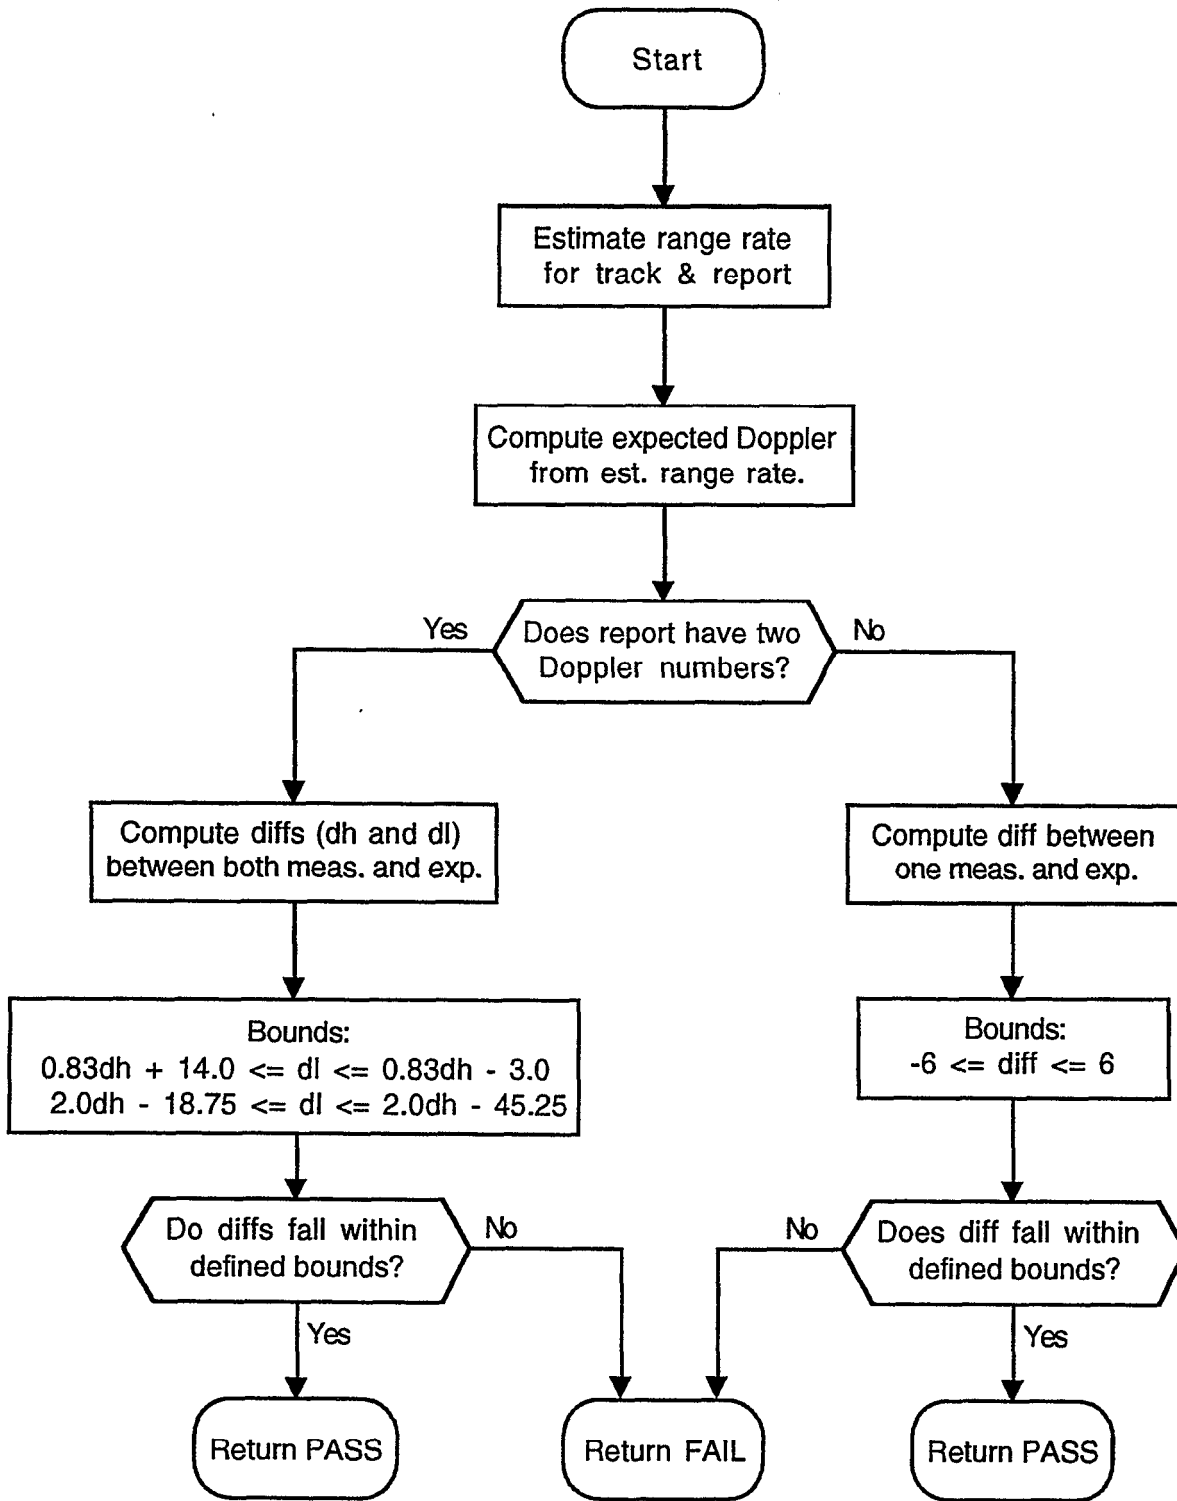 Start
Estimate range rate
for track & report
Compute expected Doppler
from est. range rate.
Does report have two
Doppler numbers?
Yes
No
Compute diffs (dh and dl)
between both meas. and exp.
Compute diff between
one meas. and exp.
Bounds:
0.83dh + 14.0 <= dl <= 0.83dh - 3.0
2.0dh - 18.75 <= dl <= 2.0dh - 45.25
Bounds:
-6 <= diff <= 6
Do diffs fall within
defined bounds?
No
No
Does diff fall within
defined bounds?
Yes
Yes
Return PASS
Return FAIL
Return PASS